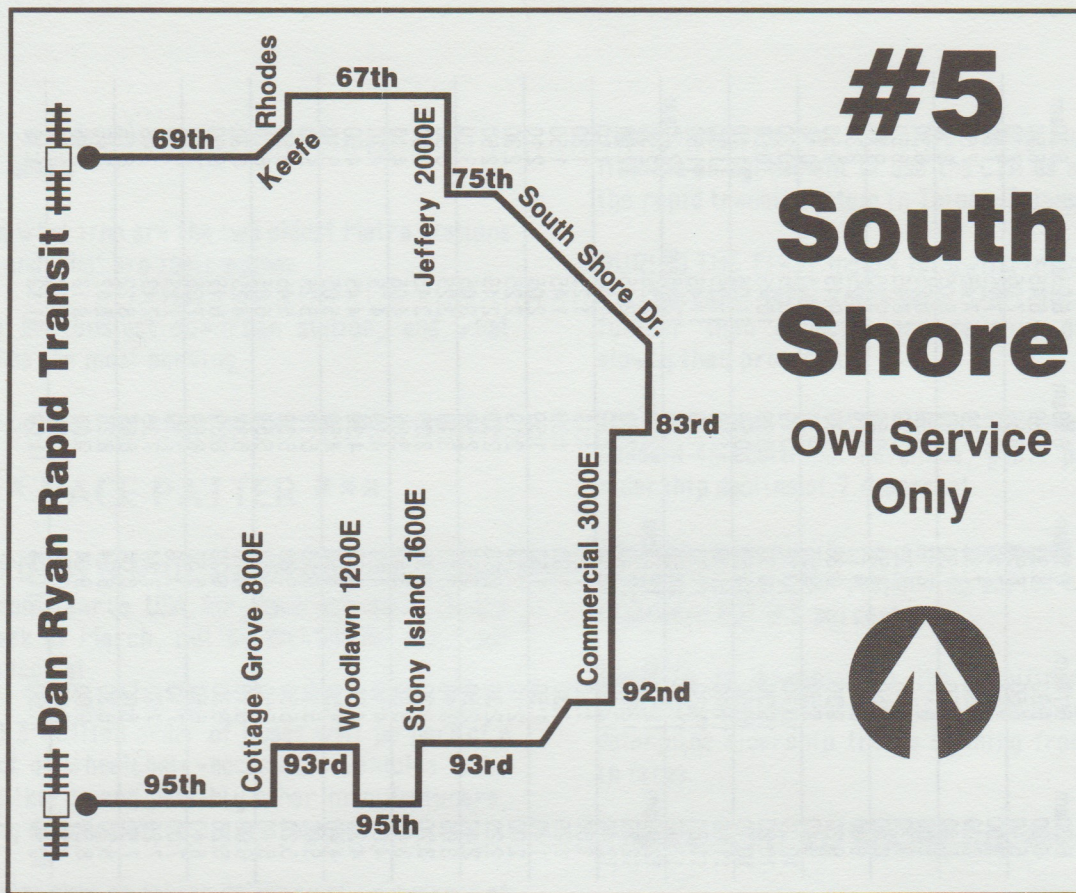 #5
South
Shore
Owl Service
Only
Dan Ryan Rapid Transit
69th
Keefe
Rhodes
67th
Jeffery 2000E
75th
South Shore Dr.
83rd
Commercial 3000E
92nd
93rd
Stony Island 1600E
95th
Woodlawn 1200E
93rd
Cottage Grove 800E
95th